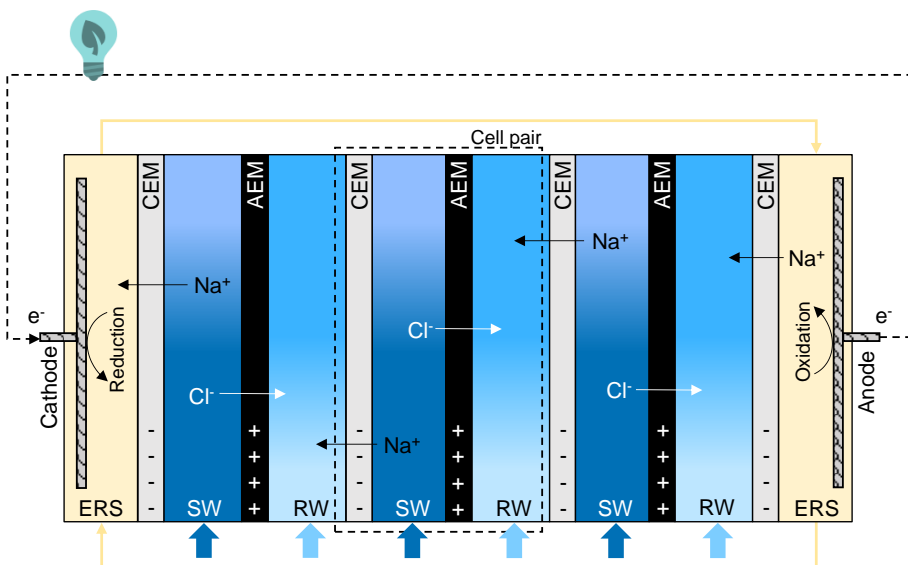 Cell pair
CEM
AEM
CEM
AEM
CEM
AEM
CEM
Na⁺
Na⁺
Na⁺
Na⁺
Cl⁻
Cl⁻
Cl⁻
e⁻
e⁻
Cathode
Reduction
Oxidation
Anode
- + - + - + -
- + - + - + -
- + - + - + -
- + - + - + -
ERS SW RW SW RW SW RW ERS